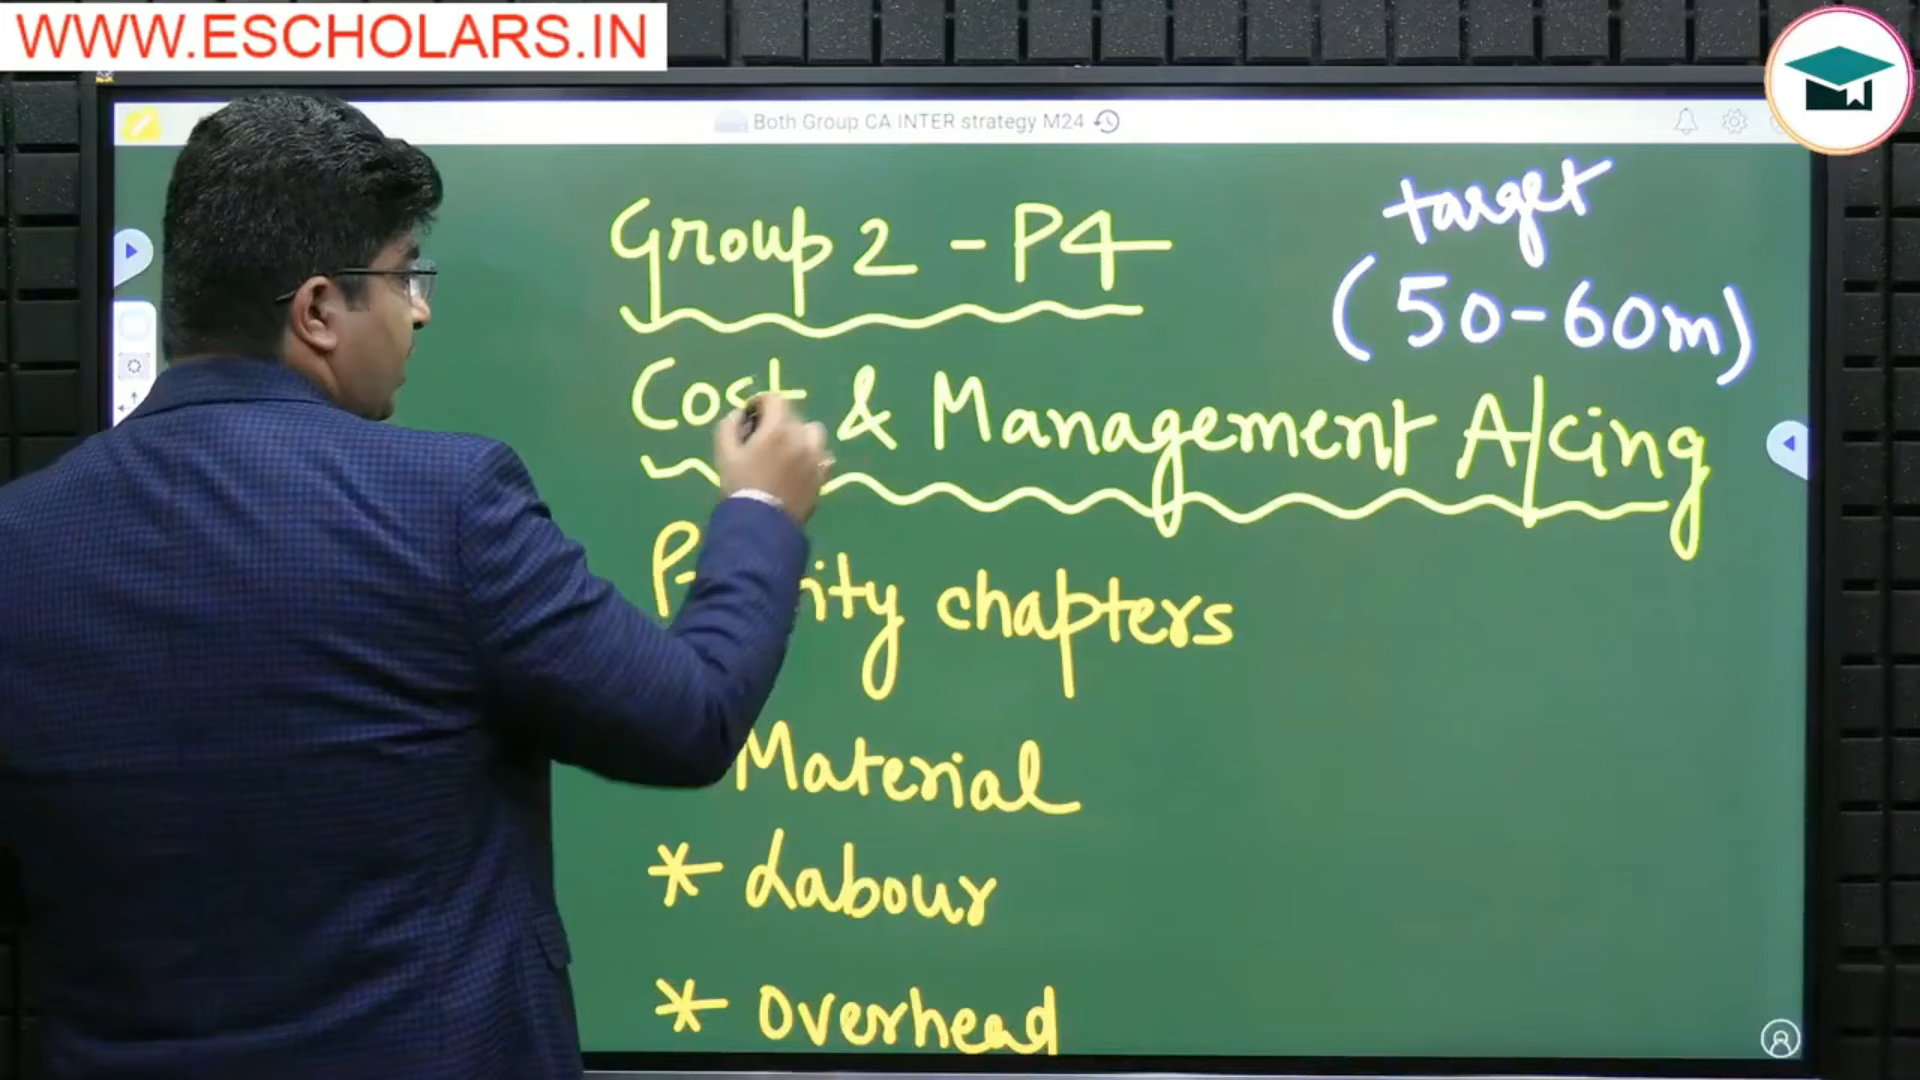 WWW.ESCHOLARS.IN
Both Group CA INTER strategy M24
target
Group 2 - P4
(50-60m)
Cost & Management A/cing
chapters
Material
* Labour
* Overhead